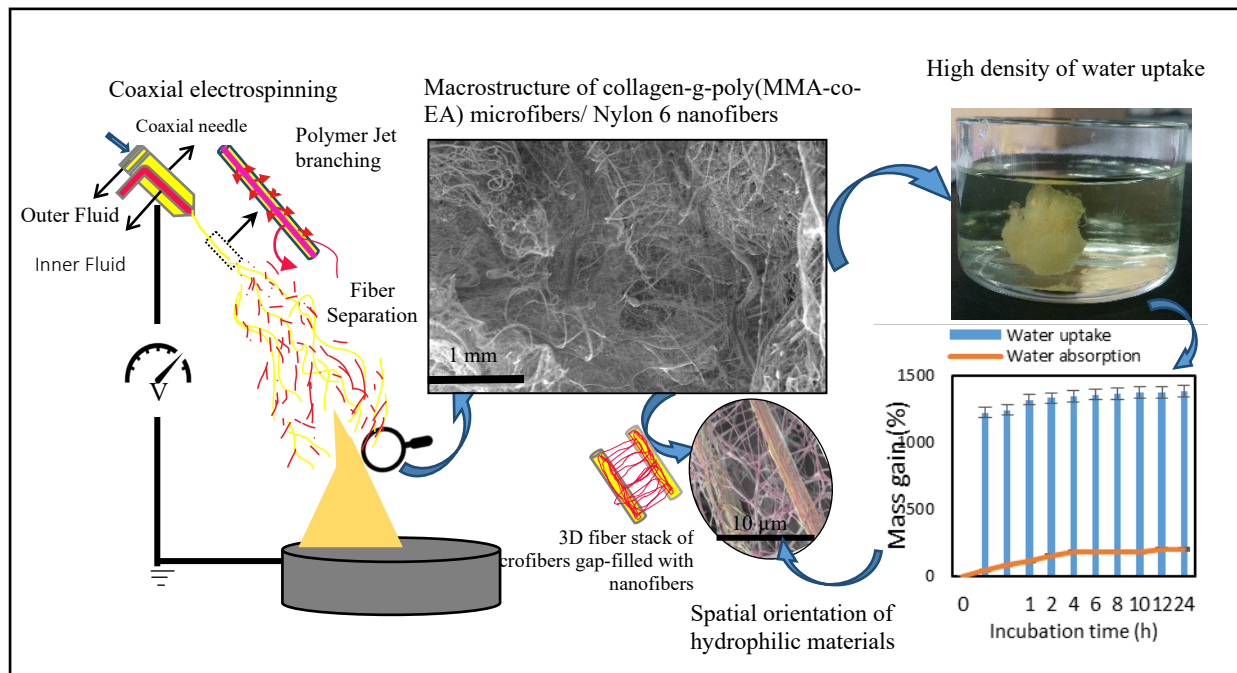 Coaxial electrospinning
Coaxial needle
Polymer Jet
branching
Outer Fluid
Inner Fluid
Fiber
Separation
V
Macrostructure of collagen-g-poly(MMA-co-
EA) microfibers/ Nylon 6 nanofibers
1 mm
3D fiber stack of
crofibers gap-filled with
nanofibers
10 µm
Spatial orientation of
hydrophilic materials
High density of water uptake
Water uptake
Water absorption
1500
1000
500
0
Mass gain(%)
0 1 2 4 6 8 10 12 24
Incubation time (h)